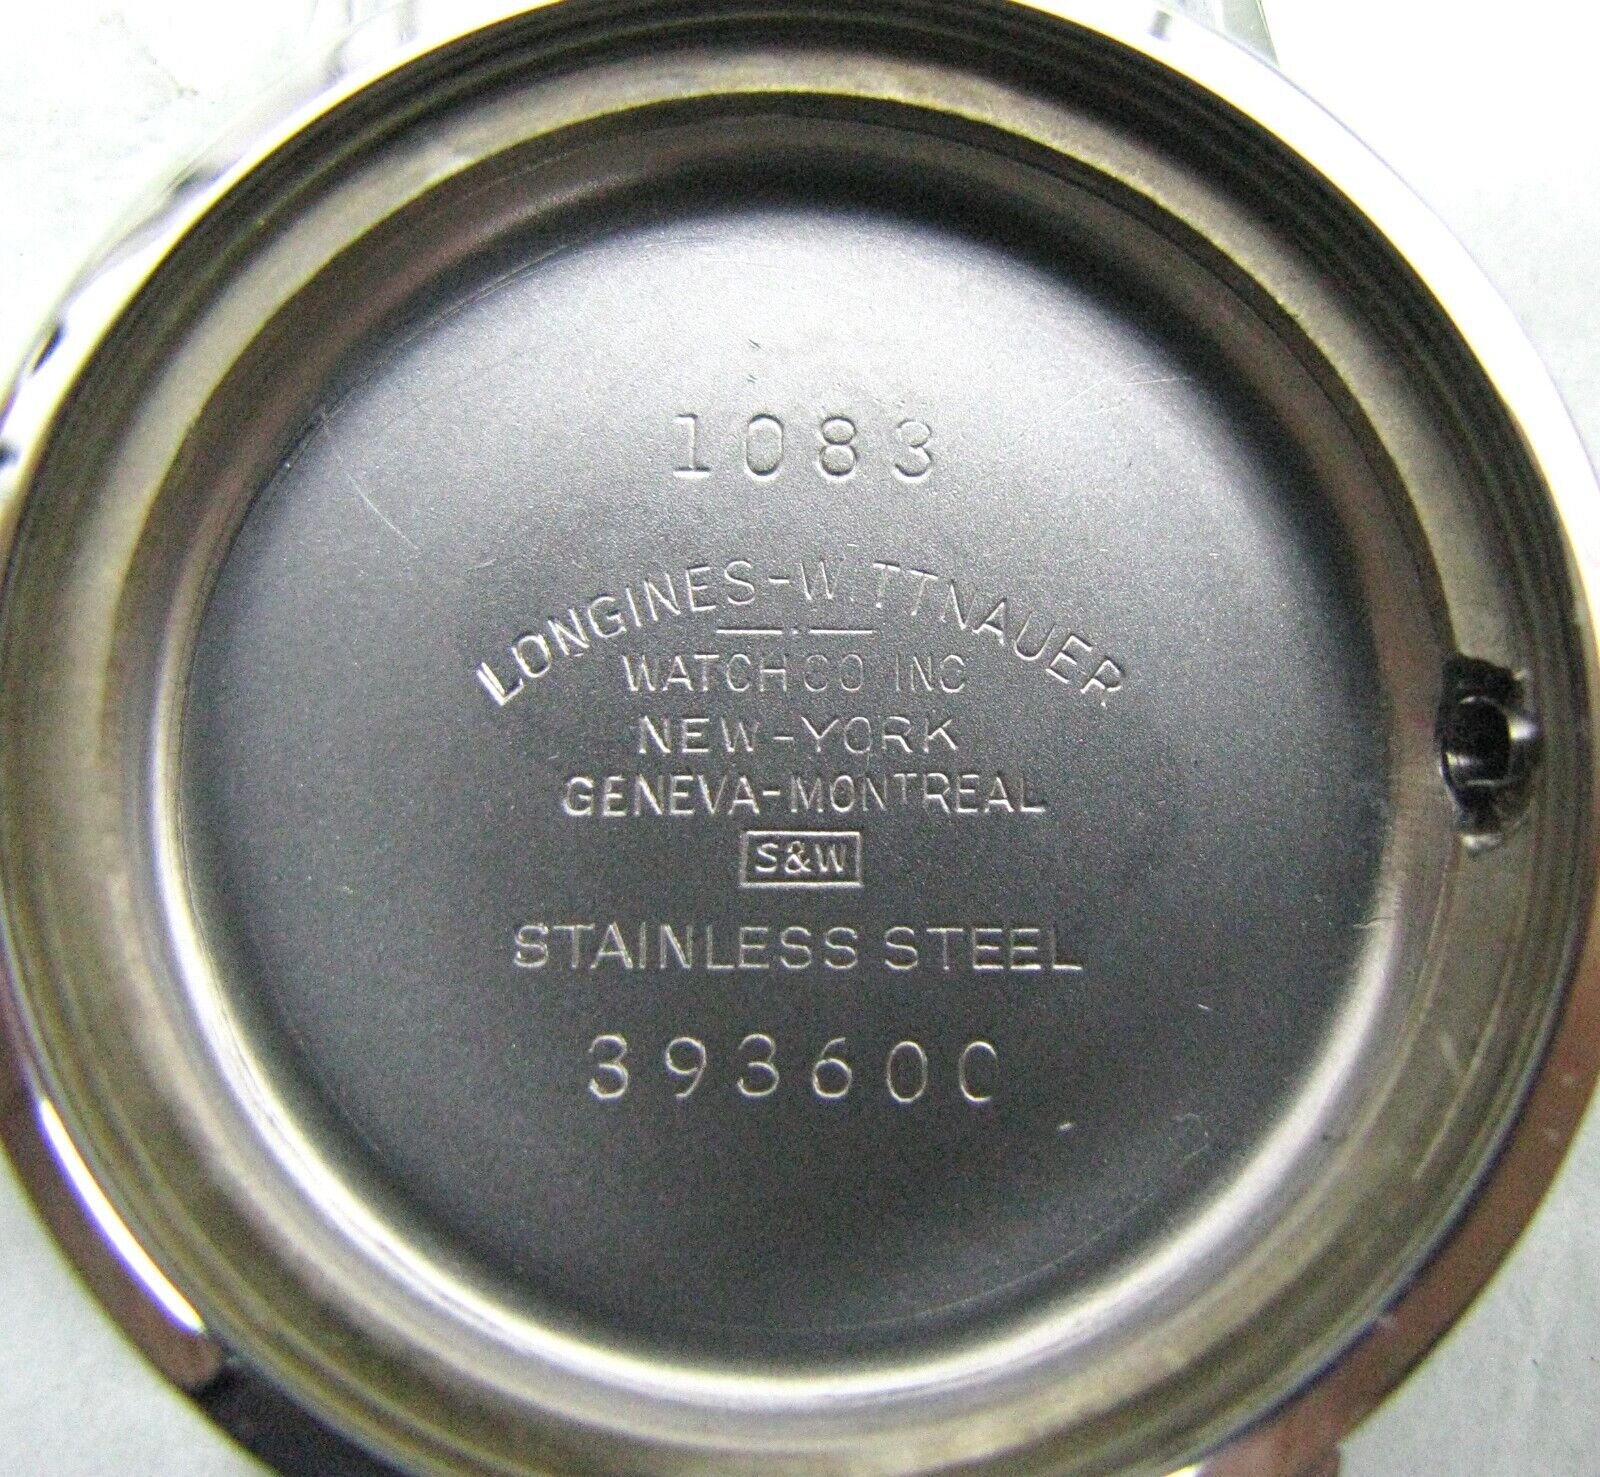 1083
LONGINES-WITTNAUER
WATCH CO INC
NEW-YORK
GENEVA-MONTREAL
S&W
STAINLESS STEEL
393600